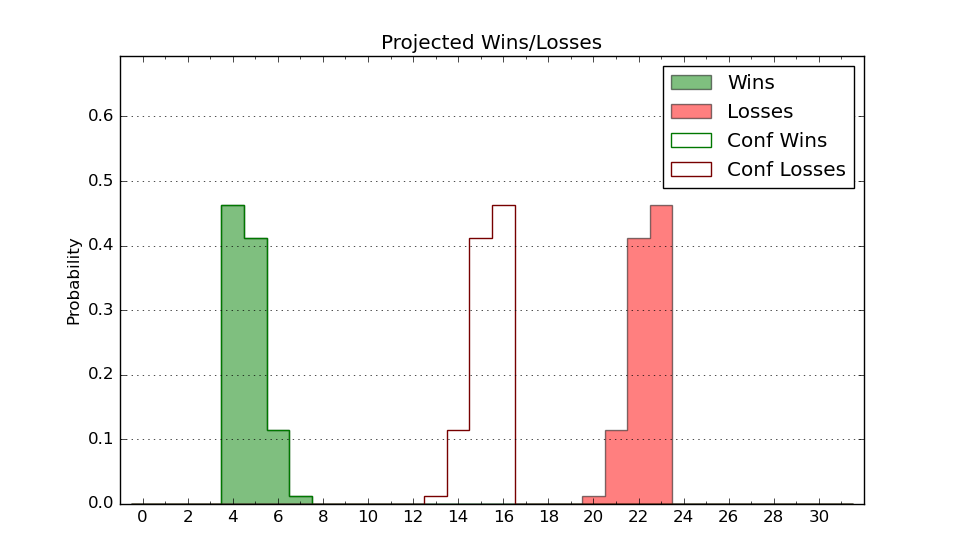 Projected Wins/Losses
Wins
Losses
Conf Wins
Conf Losses
Probability
0.6
0.5
0.4
0.3
0.2
0.1
0.0
0 2 4 6 8 10 12 14 16 18 20 22 24 26 28 30